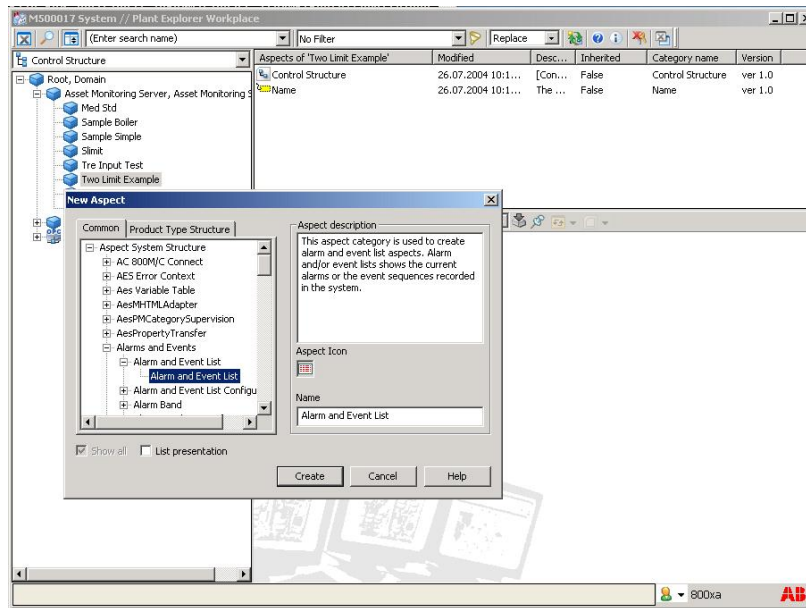 M500017 System // Plant Explorer Workplace
(Enter search name)
No Filter
Replace
Control Structure
Root, Domain
Asset Monitoring Server, Asset Monitoring S
Med Std
Sample Boiler
Sample Simple
Slimit
Tre Input Test
Two Limit Example
Aspects of 'Two Limit Example'
Modified
Desc...
Inherited
Category name
Version
Control Structure
26.07.2004 10:1...
[Con...
False
Control Structure
ver 1.0
Name
26.07.2004 10:1...
The ...
False
Name
ver 1.0
New Aspect
Common
Product Type Structure
Aspect System Structure
AC 800M/C Connect
AES Error Context
Aes Variable Table
AesMHTMLAdapter
AesPMCategorySupervision
AesPropertyTransfer
Alarms and Events
Alarm and Event List
Alarm and Event List
Alarm and Event List Configu
Alarm Band
Show all
List presentation
Aspect description
This aspect category is used to create
alarm and event list aspects. Alarm
and/or event lists shows the current
alarms or the event sequences recorded
in the system.
Aspect Icon
Name
Alarm and Event List
Create
Cancel
Help
800xa
ABB